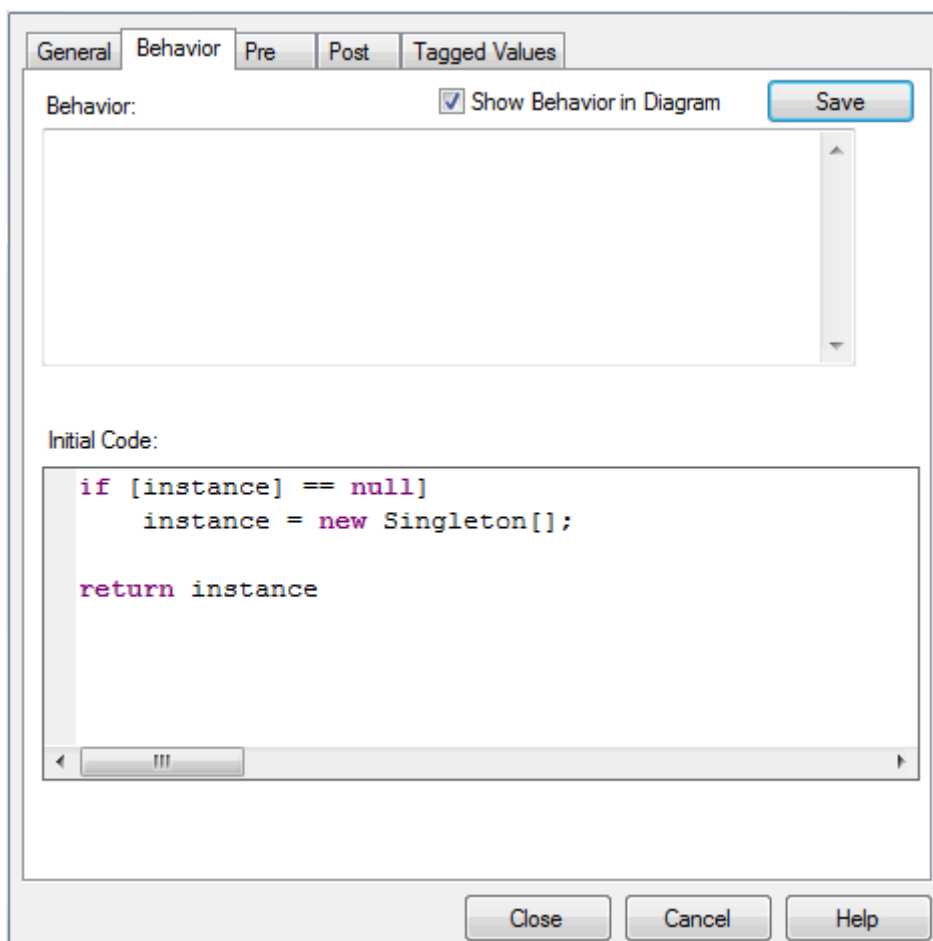 General Behavior Pre Post Tagged Values
Behavior: Show Behavior in Diagram Save
Initial Code:
if [instance] == null]
instance = new Singleton[];
return instance
Close Cancel Help